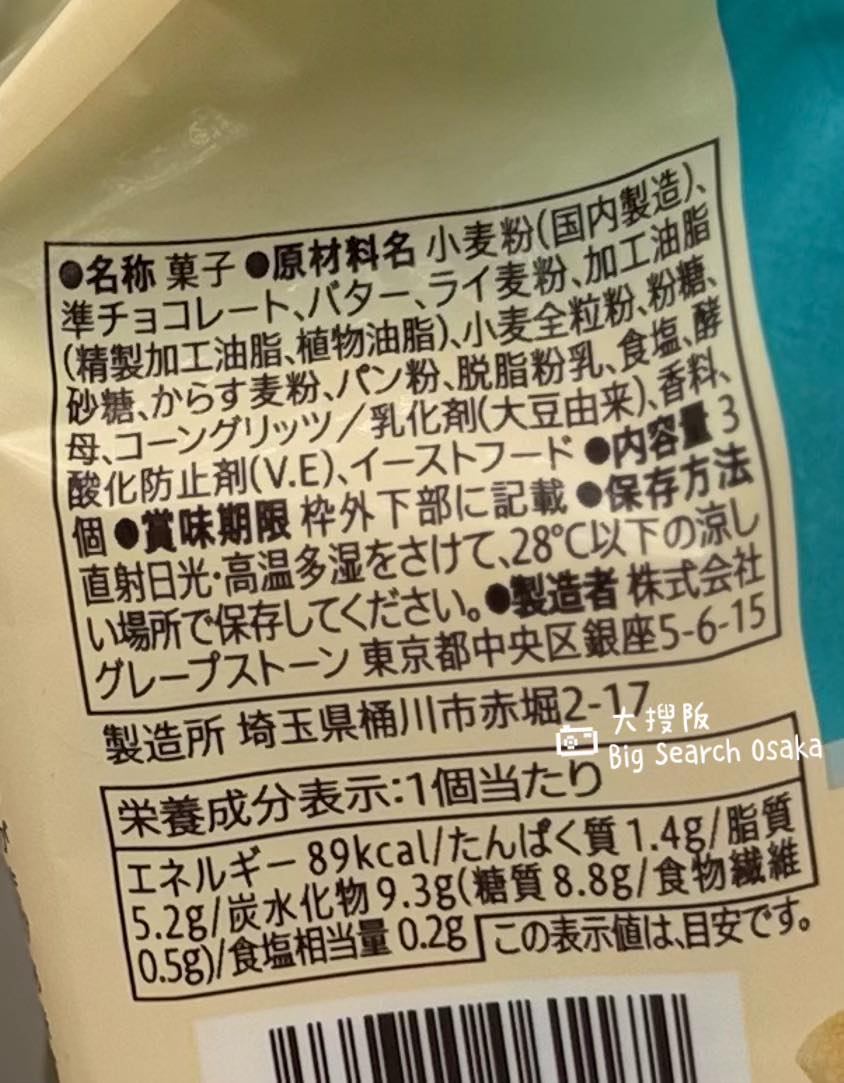 ●名称 菓子 ●原材料名 小麦粉(国内製造)、
準チョコレート、バター、ライ麦粉、加工油脂
(精製加工油脂、植物油脂)、小麦全粒粉、粉糖、
砂糖、からす麦粉、パン粉、脱脂粉乳、食塩、酵
母、コーングリッツ／乳化剤(大豆由来)、香料、
酸化防止剤(V.E)、イーストフード ●内容量 3
個 ●賞味期限 枠外下部に記載 ●保存方法
直射日光・高温多湿をさけて、28℃以下の涼し
い場所で保存してください。●製造者 株式会社
グレープストーン 東京都中央区銀座5-6-15
製造所 埼玉県桶川市赤堀2-17
大搜阪
Big Search Osaka
栄養成分表示:1個当たり
エネルギー 89kcal/たんぱく質 1.4g/脂質
5.2g/炭水化物 9.3g(糖質 8.8g/食物繊維
0.5g)/食塩相当量 0.2g この表示値は、目安です。